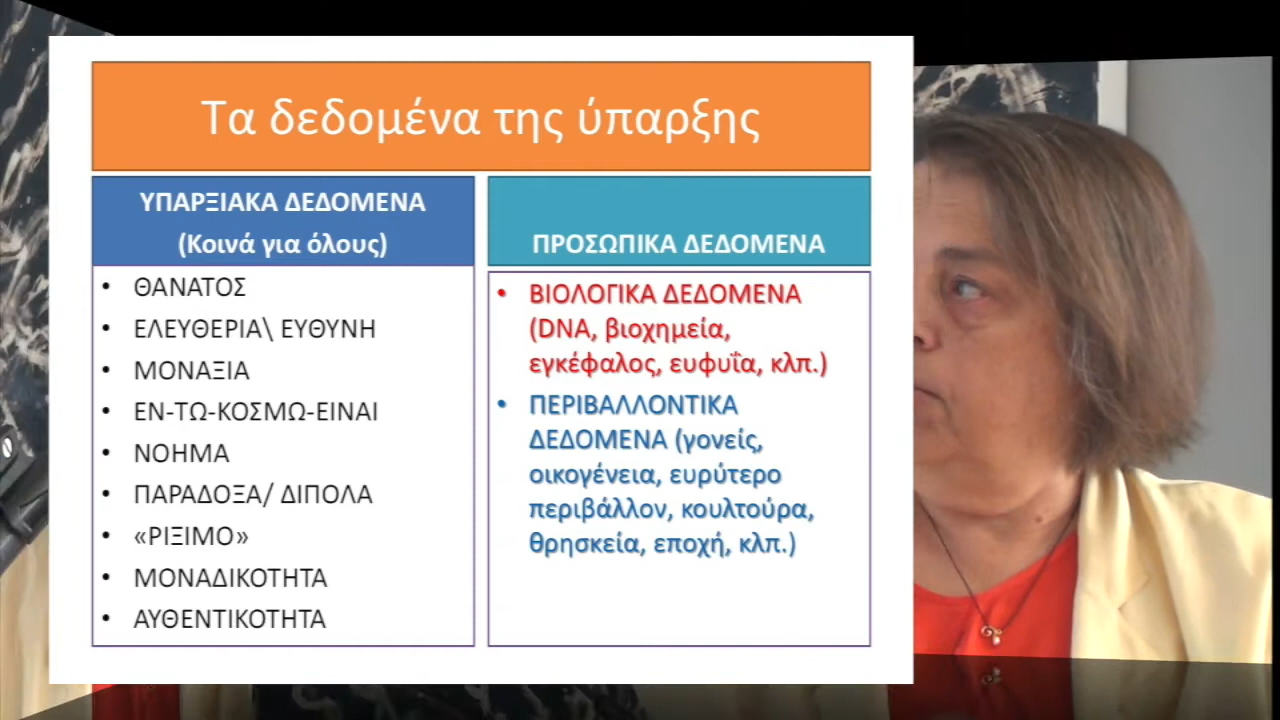 Τα δεδομένα της ύπαρξης
ΥΠΑΡΞΙΑΚΑ ΔΕΔΟΜΕΝΑ
(Κοινά για όλους)
• ΘΑΝΑΤΟΣ
• ΕΛΕΥΘΕΡΙΑ\ ΕΥΘΥΝΗ
• ΜΟΝΑΞΙΑ
• ΕΝ-ΤΩ-ΚΟΣΜΩ-ΕΙΝΑΙ
• ΝΟΗΜΑ
• ΠΑΡΑΔΟΞΑ/ ΔΙΠΟΛΑ
• «ΡΙΞΙΜΟ»
• ΜΟΝΑΔΙΚΟΤΗΤΑ
• ΑΥΘΕΝΤΙΚΟΤΗΤΑ
ΠΡΟΣΩΠΙΚΑ ΔΕΔΟΜΕΝΑ
• ΒΙΟΛΟΓΙΚΑ ΔΕΔΟΜΕΝΑ
(DNA, βιοχημεία,
εγκέφαλος, ευφυΐα, κλπ.)
• ΠΕΡΙΒΑΛΛΟΝΤΙΚΑ
ΔΕΔΟΜΕΝΑ (γονείς,
οικογένεια, ευρύτερο
περιβάλλον, κουλτούρα,
θρησκεία, εποχή, κλπ.)